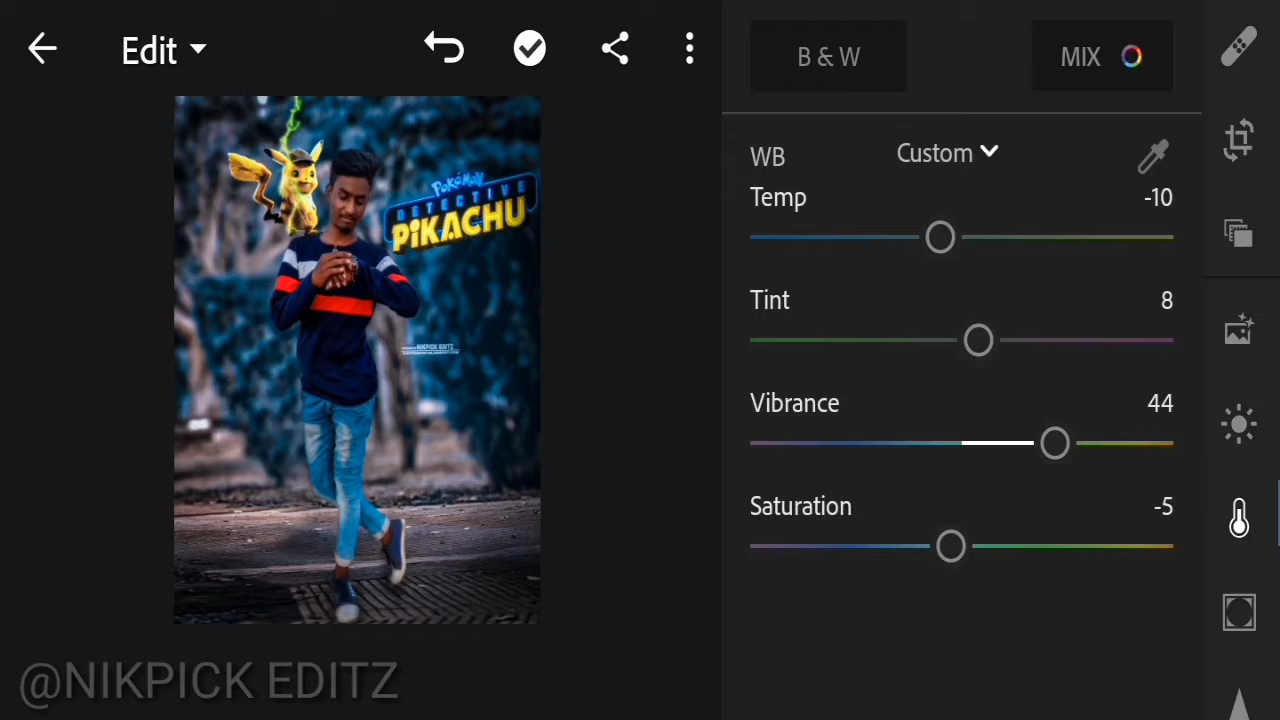 Edit
B & W
MIX
WB
Custom
Temp
-10
Tint
8
Vibrance
44
Saturation
-5
POKéMON
DETECTIVE
PiKACHU
NIKPICK EDITZ
@NIKPICK EDITZ